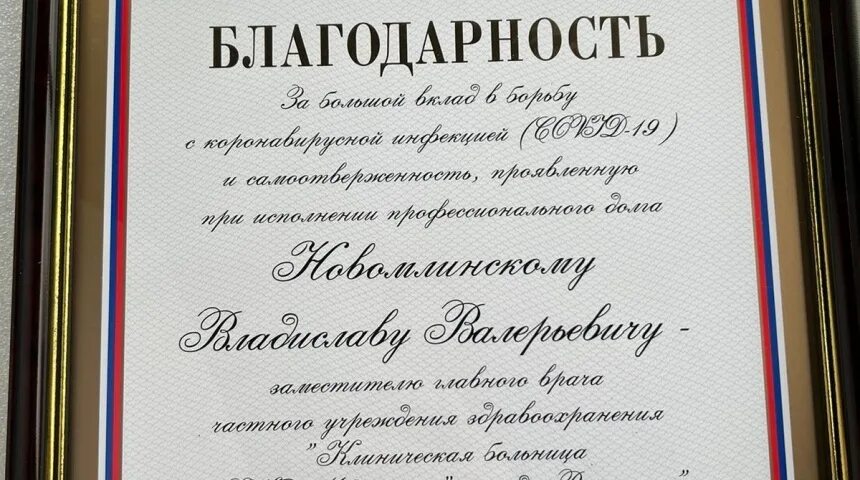 БЛАГОДАРНОСТЬ
За большой вклад в борьбу
с коронавирусной инфекцией (COVID-19)
и самоотверженность, проявленную
при исполнении профессионального долга
Новомлинскому
Владиславу Валерьевичу -
заместителю главного врача
частного учреждения здравоохранения
"Клиническая больница